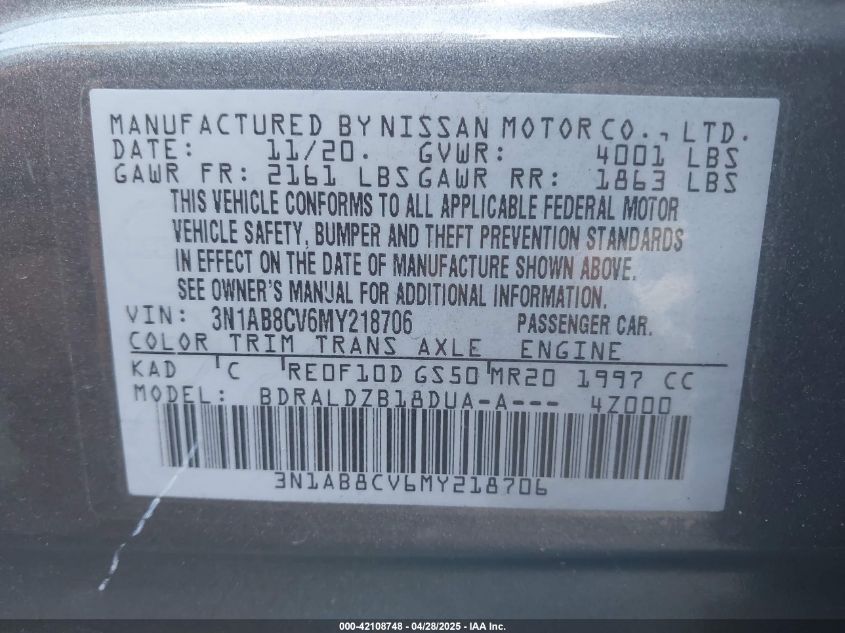 MANUFACTURED BY NISSAN MOTOR CO., LTD.
DATE: 11/20. GVWR: 4001 LBS
GAWR FR: 2161 LBS GAWR RR: 1863 LBS
THIS VEHICLE CONFORMS TO ALL APPLICABLE FEDERAL MOTOR
VEHICLE SAFETY, BUMPER AND THEFT PREVENTION STANDARDS
IN EFFECT ON THE DATE OF MANUFACTURE SHOWN ABOVE.
SEE OWNER'S MANUAL FOR ADDITIONAL INFORMATION.
VIN: 3N1AB8CV6MY218706 PASSENGER CAR.
COLOR TRIM TRANS AXLE ENGINE
KAD C RE0F10D GS50 MR20 1997 CC
MODEL: BDRALDZB18DUA-A--- 4Z000
3N1AB8CV6MY218706
000-42108748 - 04/28/2025 - IAA Inc.